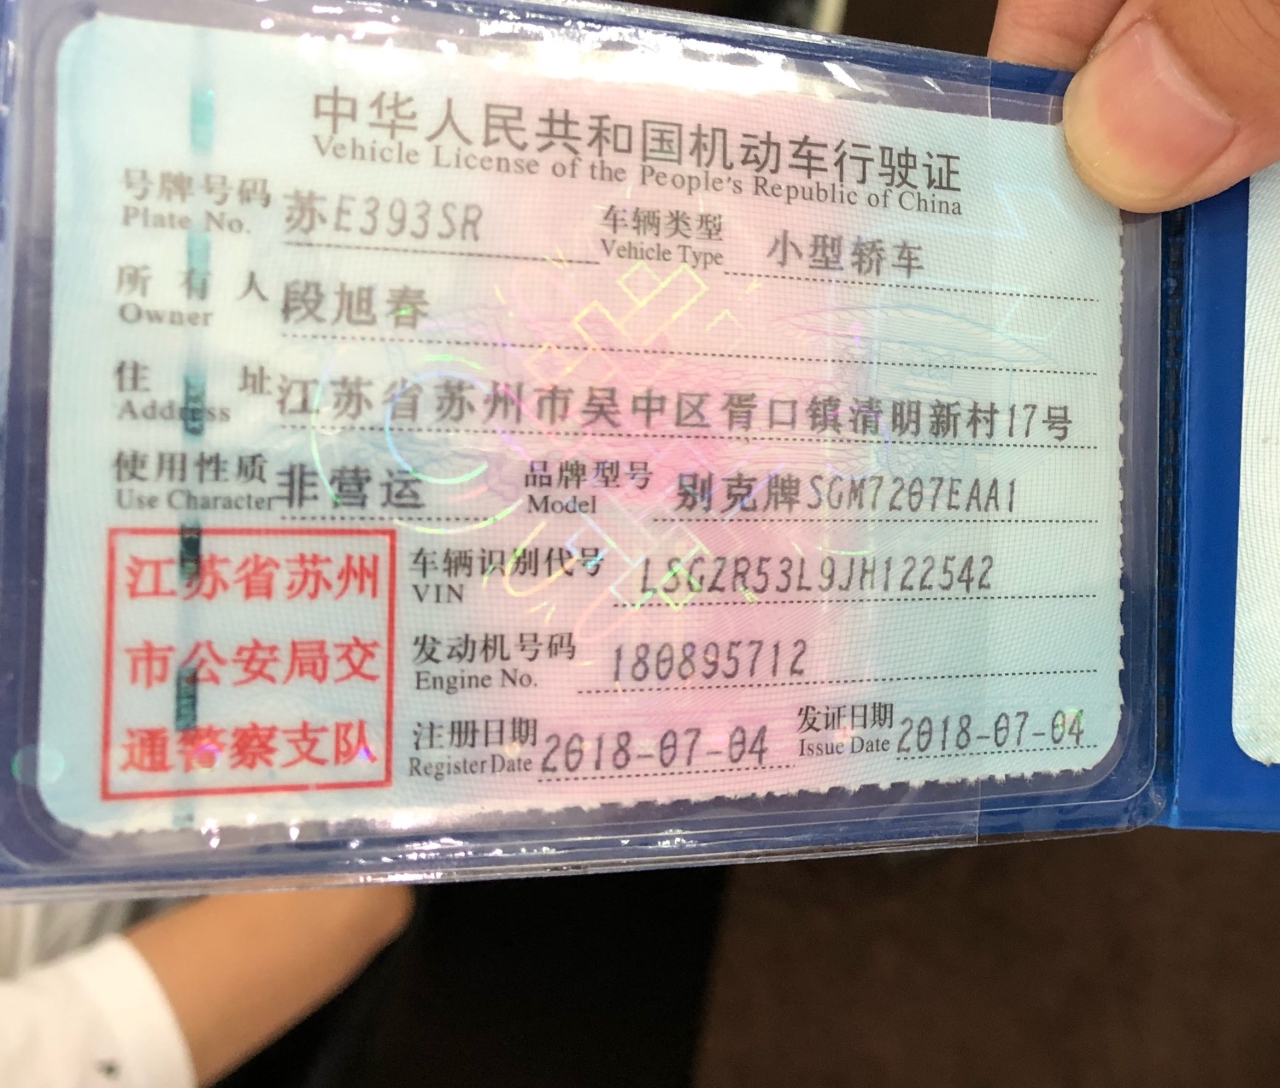 中华人民共和国机动车行驶证
Vehicle License of the People's Republic of China
号牌号码 苏E393SR 车辆类型 小型轿车
Plate No. Vehicle Type
所有人 段旭春
Owner
住址 江苏省苏州市吴中区胥口镇清明新村17号
Address
使用性质 非营运 品牌型号 别克牌SGM7207EAA1
Use Character Model
江苏省苏州
市公安局交
通警察支队
车辆识别代号 LSGZR53L9JH122542
VIN
发动机号码 180895712
Engine No.
注册日期 2018-07-04 发证日期 2018-07-04
Register Date Issue Date